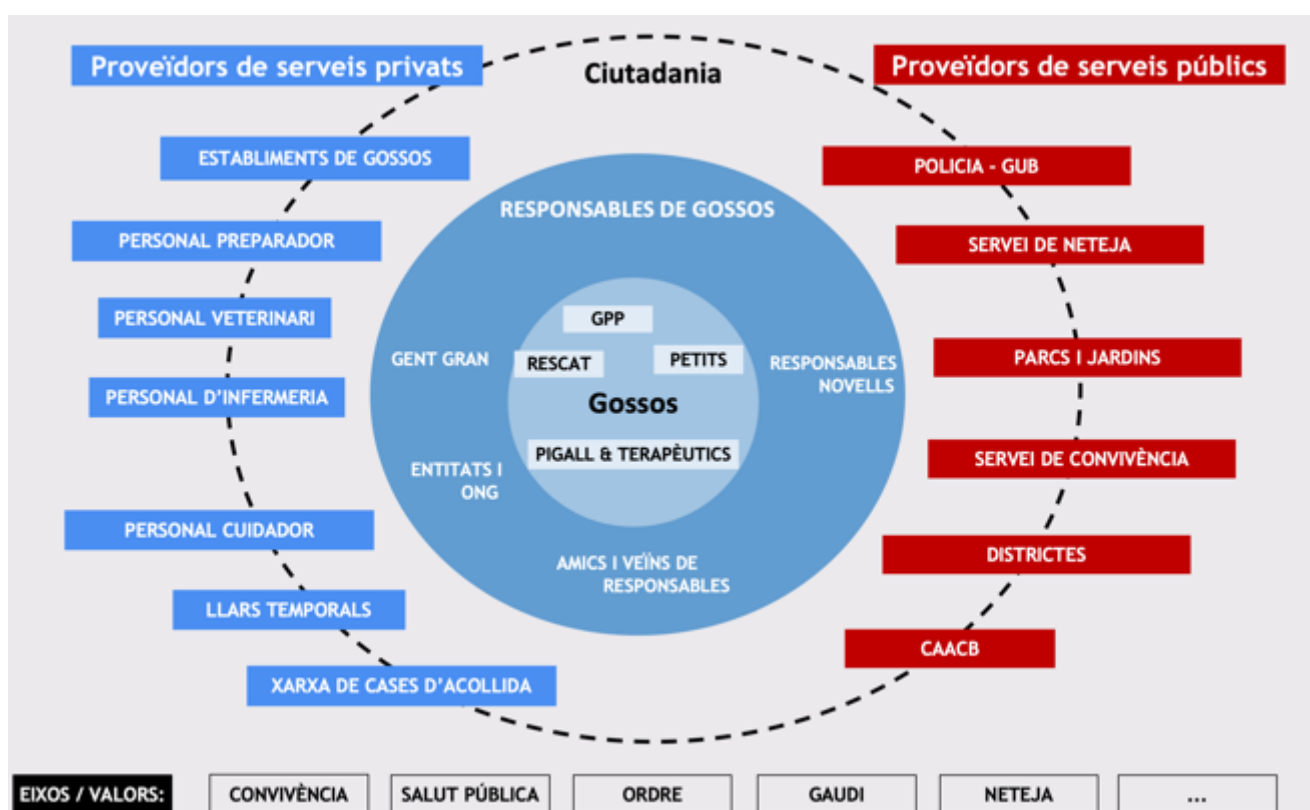 Proveïdors de serveis privats
Ciutadania
Proveïdors de serveis públics
ESTABLIMENTS DE GOSSOS
PERSONAL PREPARADOR
PERSONAL VETERINARI
PERSONAL D'INFERMERIA
PERSONAL CUIDADOR
LLARS TEMPORALS
XARXA DE CASES D'ACOLLIDA
RESPONSABLES DE GOSSOS
GPP
GENT GRAN
RESCAT
PETITS
RESPONSABLES
NOVELLS
Gossos
PIGALL & TERAPÈUTICS
ENTITATS I
ONG
AMICS I VEÏNS DE
RESPONSABLES
POLICIA - GUB
SERVEI DE NETEJA
PARCS I JARDINS
SERVEI DE CONVIVÈNCIA
DISTRICTES
CAACB
EIXOS / VALORS:
CONVIVÈNCIA
SALUT PÚBLICA
ORDRE
GAUDI
NETEJA
...